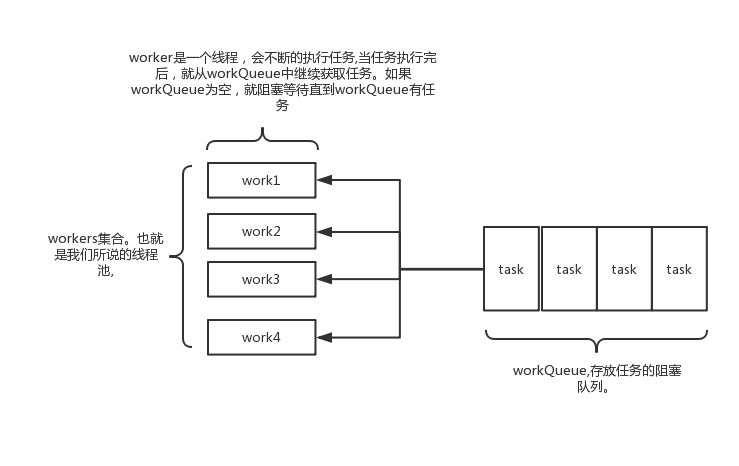 worker是一个线程，会不断的执行任务,当任务执行完
后，就从workQueue中继续获取任务。如果
workQueue为空，就阻塞等待直到workQueue有任
务
work1
work2
workers集合。也就
是我们所说的线程
池,
work3
work4
task
task
task
task
workQueue,存放任务的阻塞
队列。